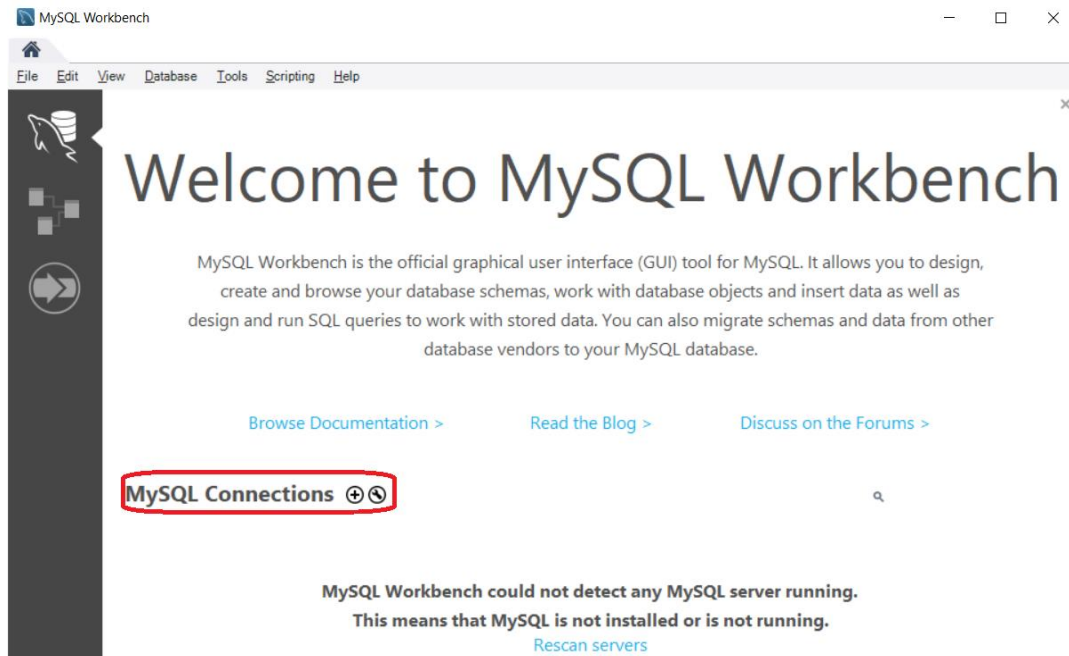 MySQL Workbench
File Edit View Database Tools Scripting Help
Welcome to MySQL Workbench
MySQL Workbench is the official graphical user interface (GUI) tool for MySQL. It allows you to design,
create and browse your database schemas, work with database objects and insert data as well as
design and run SQL queries to work with stored data. You can also migrate schemas and data from other
database vendors to your MySQL database.
Browse Documentation > Read the Blog > Discuss on the Forums >
MySQL Connections
MySQL Workbench could not detect any MySQL server running.
This means that MySQL is not installed or is not running.
Rescan servers